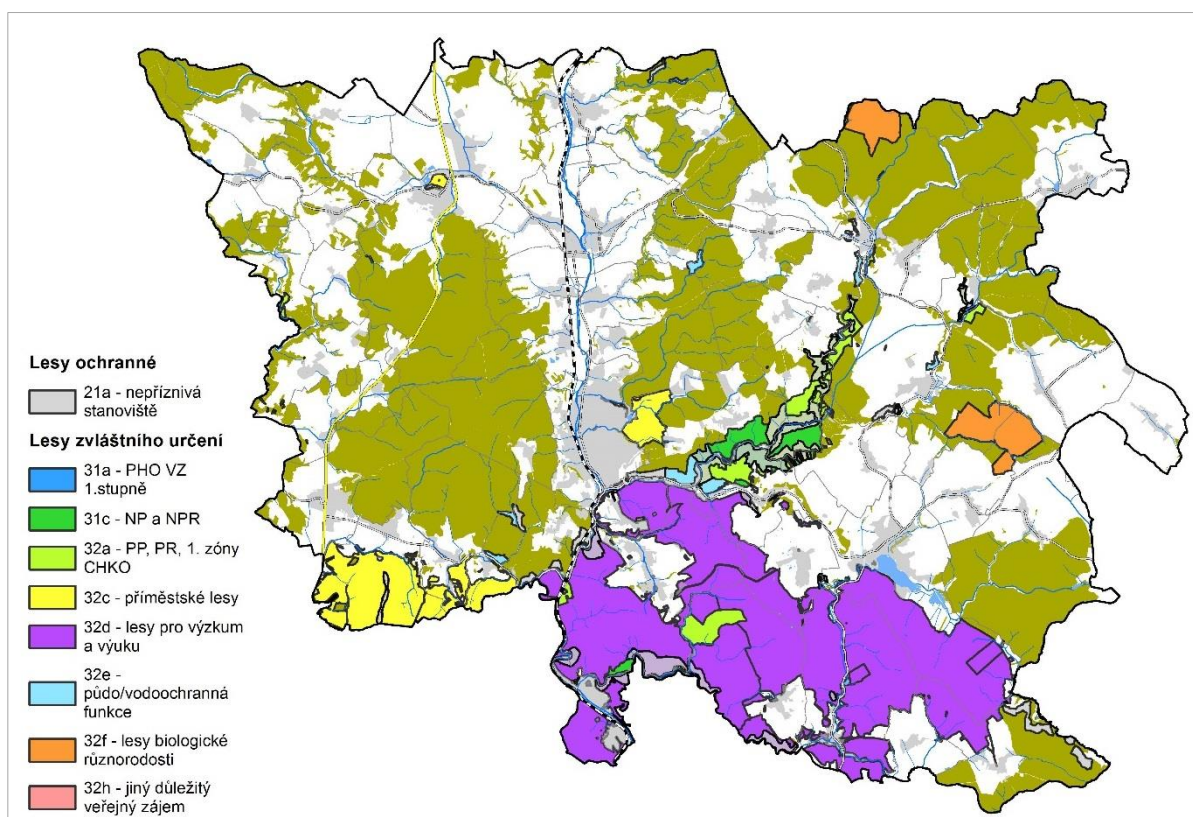 Lesy ochranné
21a - nepříznivá
stanoviště
Lesy zvláštního určení
31a - PHO VZ
1.stupně
31c - NP a NPR
32a - PP, PR, 1. zóny
CHKO
32c - příměstské lesy
32d - lesy pro výzkum
a výuku
32e -
půdo/vodoochranná
funkce
32f - lesy biologické
různorodosti
32h - jiný důležitý
veřejný zájem